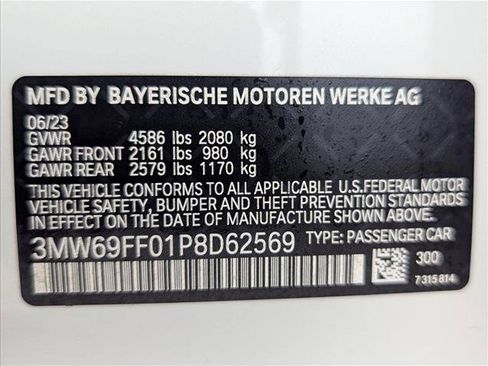 MFD BY BAYERISCHE MOTOREN WERKE AG
06/23
GVWR 4586 lbs 2080 kg
GAWR FRONT 2161 lbs 980 kg
GAWR REAR 2579 lbs 1170 kg
THIS VEHICLE CONFORMS TO ALL APPLICABLE U.S.FEDERAL MOTOR
VEHICLE SAFETY, BUMPER AND THEFT PREVENTION STANDARDS
IN EFFECT ON THE DATE OF MANUFACTURE SHOWN ABOVE.
3MW69FF01P8D62569 TYPE: PASSENGER CAR
300
7 315 814